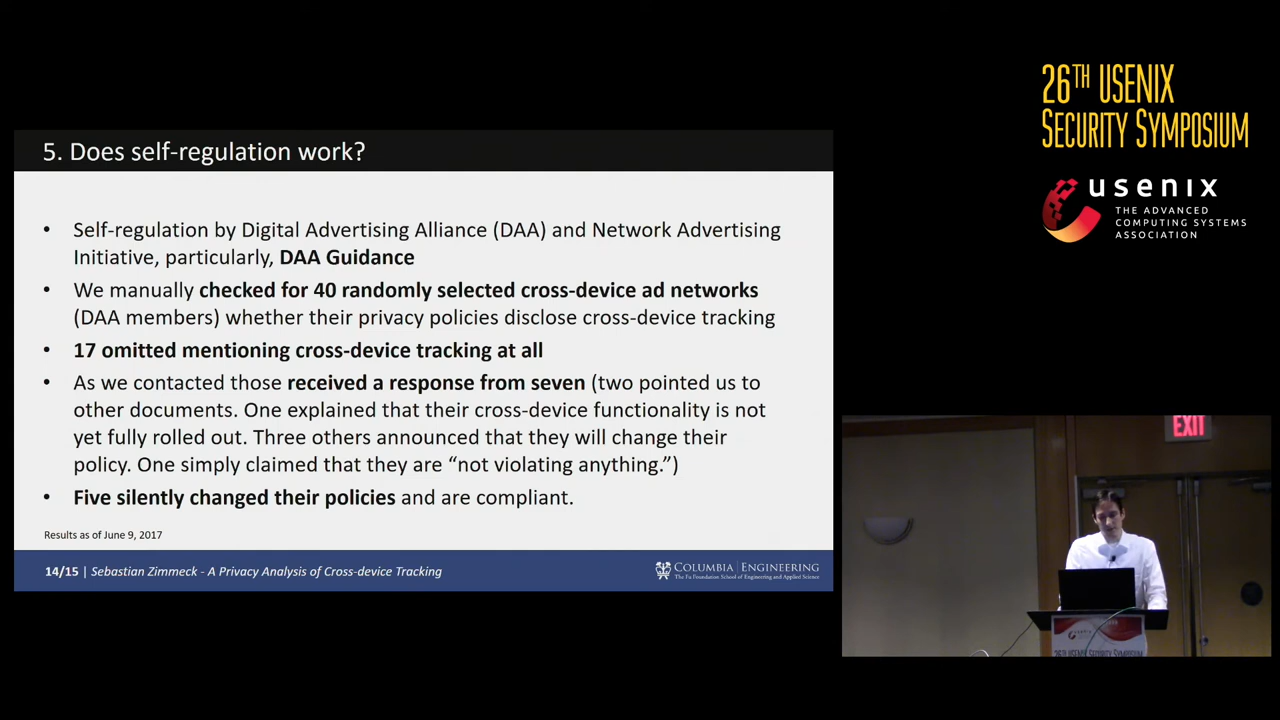 5. Does self-regulation work?
• Self-regulation by Digital Advertising Alliance (DAA) and Network Advertising
Initiative, particularly, DAA Guidance
• We manually checked for 40 randomly selected cross-device ad networks
(DAA members) whether their privacy policies disclose cross-device tracking
• 17 omitted mentioning cross-device tracking at all
• As we contacted those received a response from seven (two pointed us to
other documents. One explained that their cross-device functionality is not
yet fully rolled out. Three others announced that they will change their
policy. One simply claimed that they are “not violating anything.”)
• Five silently changed their policies and are compliant.
Results as of June 9, 2017
14/15 | Sebastian Zimmeck - A Privacy Analysis of Cross-device Tracking
COLUMBIA | ENGINEERING
The Fu Foundation School of Engineering and Applied Science
26TH USENIX
SECURITY SYMPOSIUM
usenix
THE ADVANCED
COMPUTING SYSTEMS
ASSOCIATION
EXIT
usenix
26TH USENIX
SECURITY SYMPOSIUM